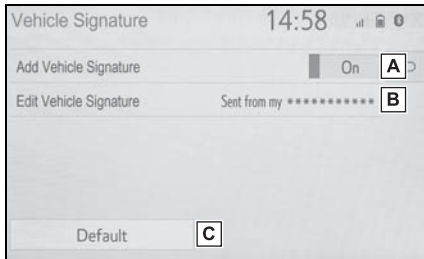 Vehicle Signature 14:58
Add Vehicle Signature On A
Edit Vehicle Signature Sent from my *********** B
Default C